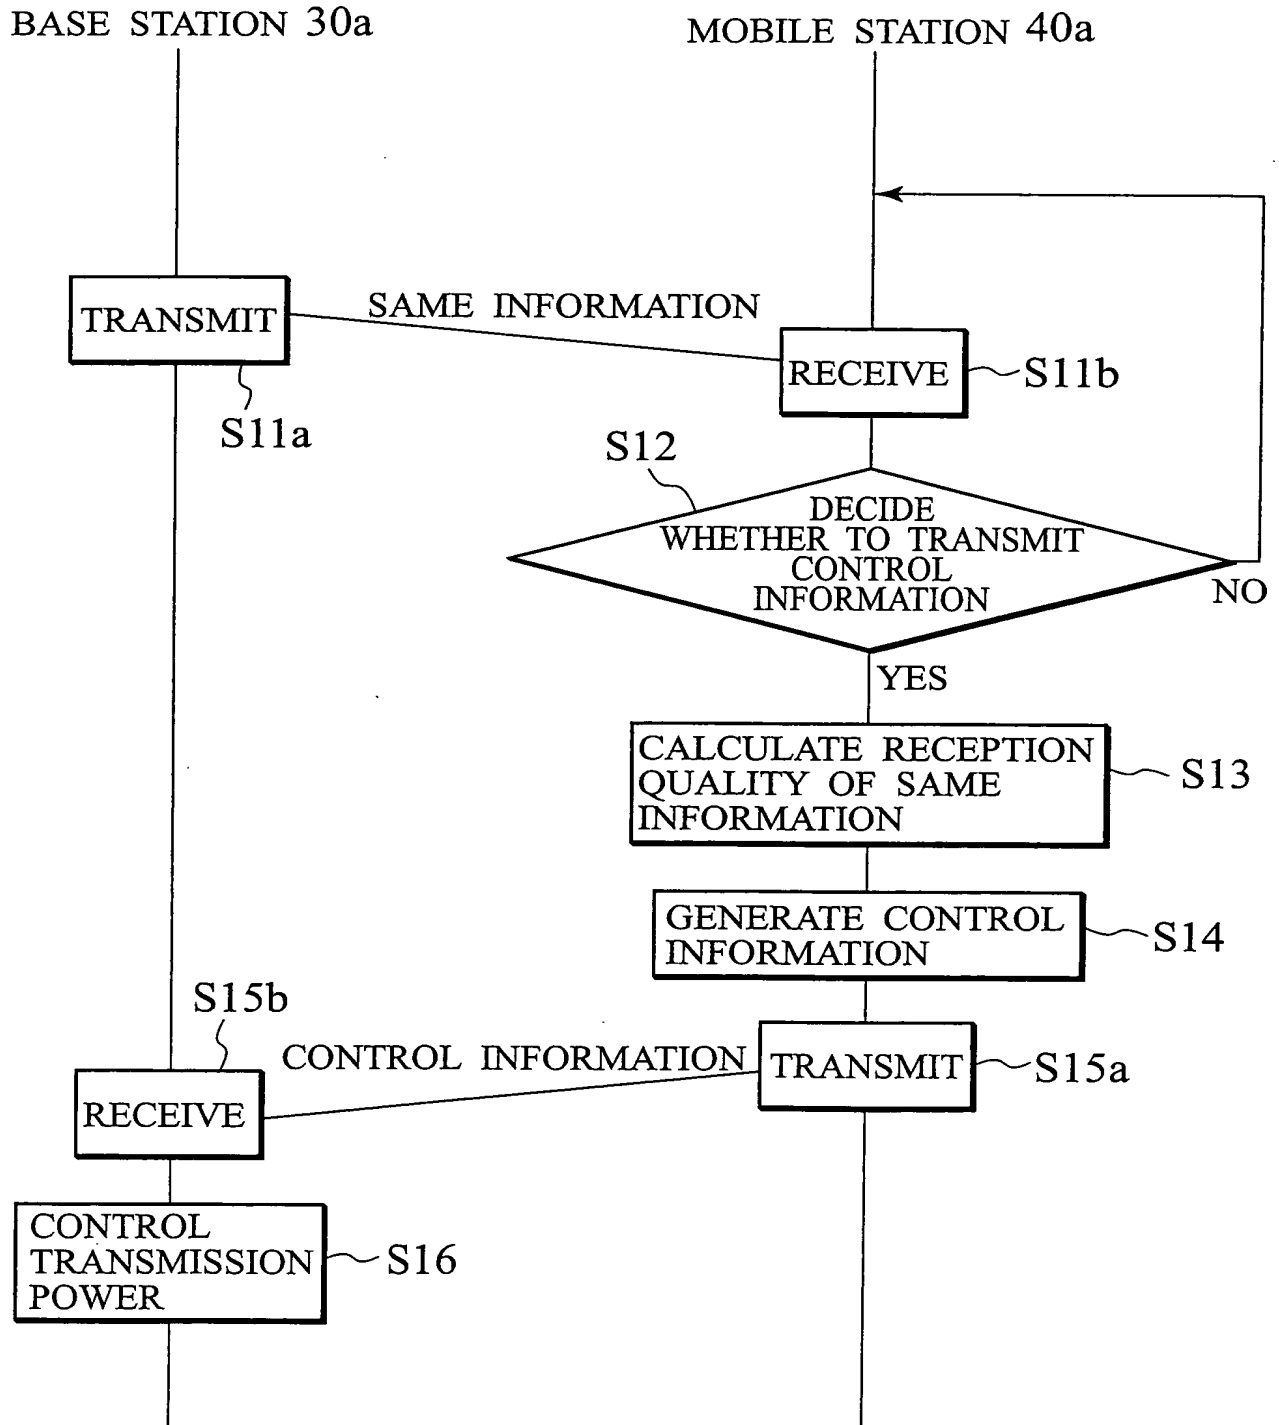 BASE STATION 30a
MOBILE STATION 40a
TRANSMIT
SAME INFORMATION
RECEIVE
S11b
S11a
S12
DECIDE
WHETHER TO TRANSMIT
CONTROL
INFORMATION
NO
YES
CALCULATE RECEPTION
QUALITY OF SAME
INFORMATION
S13
GENERATE CONTROL
INFORMATION
S14
S15b
CONTROL INFORMATION
TRANSMIT
S15a
RECEIVE
CONTROL
TRANSMISSION
POWER
S16